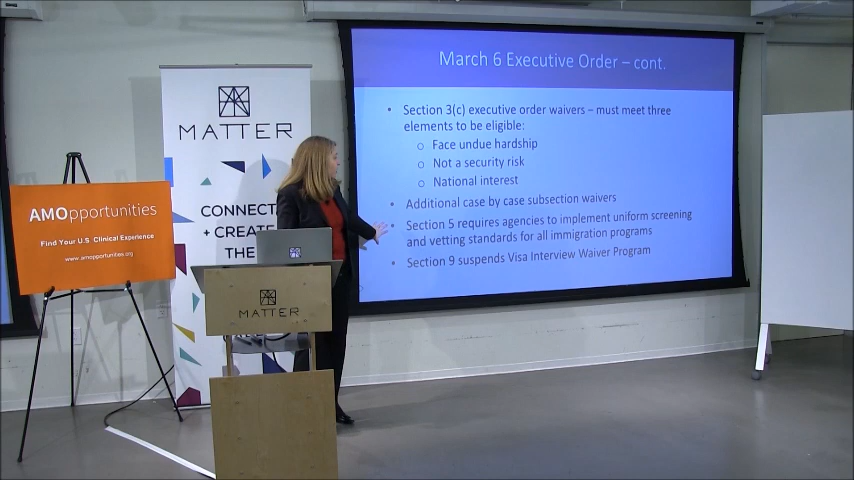 March 6 Executive Order – cont.
• Section 3(c) executive order waivers – must meet three
elements to be eligible:
o Face undue hardship
o Not a security risk
o National interest
• Additional case by case subsection waivers
• Section 5 requires agencies to implement uniform screening
and vetting standards for all immigration programs
• Section 9 suspends Visa Interview Waiver Program
MATTER
CONNECT
+ CREATE
THE
AMOpportunities
Find Your U.S. Clinical Experience
www.amopportunities.org
MATTER